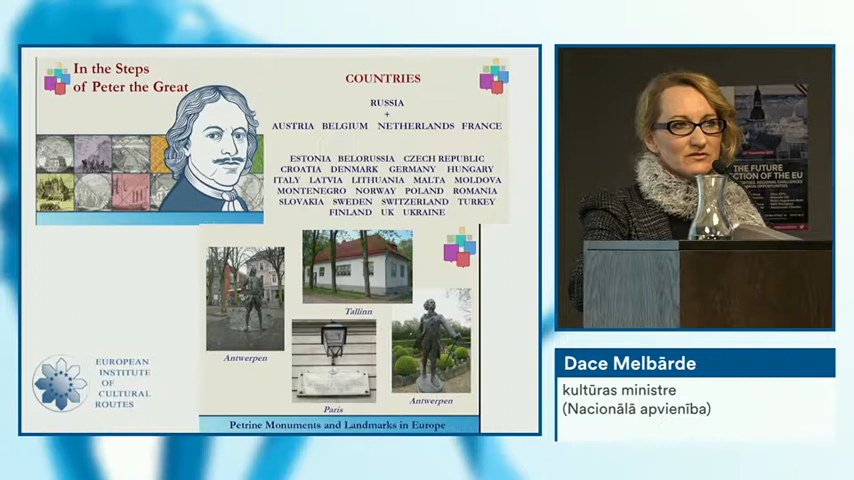 In the Steps
of Peter the Great
COUNTRIES
RUSSIA
+
AUSTRIA BELGIUM NETHERLANDS FRANCE
ESTONIA BELORUSSIA CZECH REPUBLIC
CROATIA DENMARK GERMANY HUNGARY
ITALY LATVIA LITHUANIA MALTA MOLDOVA
MONTENEGRO NORWAY POLAND ROMANIA
SLOVAKIA SWEDEN SWITZERLAND TURKEY
FINLAND UK UKRAINE
Tallinn
Antwerpen
Paris
Antwerpen
EUROPEAN
INSTITUTE
OF
CULTURAL
ROUTES
Petrine Monuments and Landmarks in Europe
THE FUTURE
OF THE EU
Dace Melbārde
kultūras ministre
(Nacionālā apvienība)